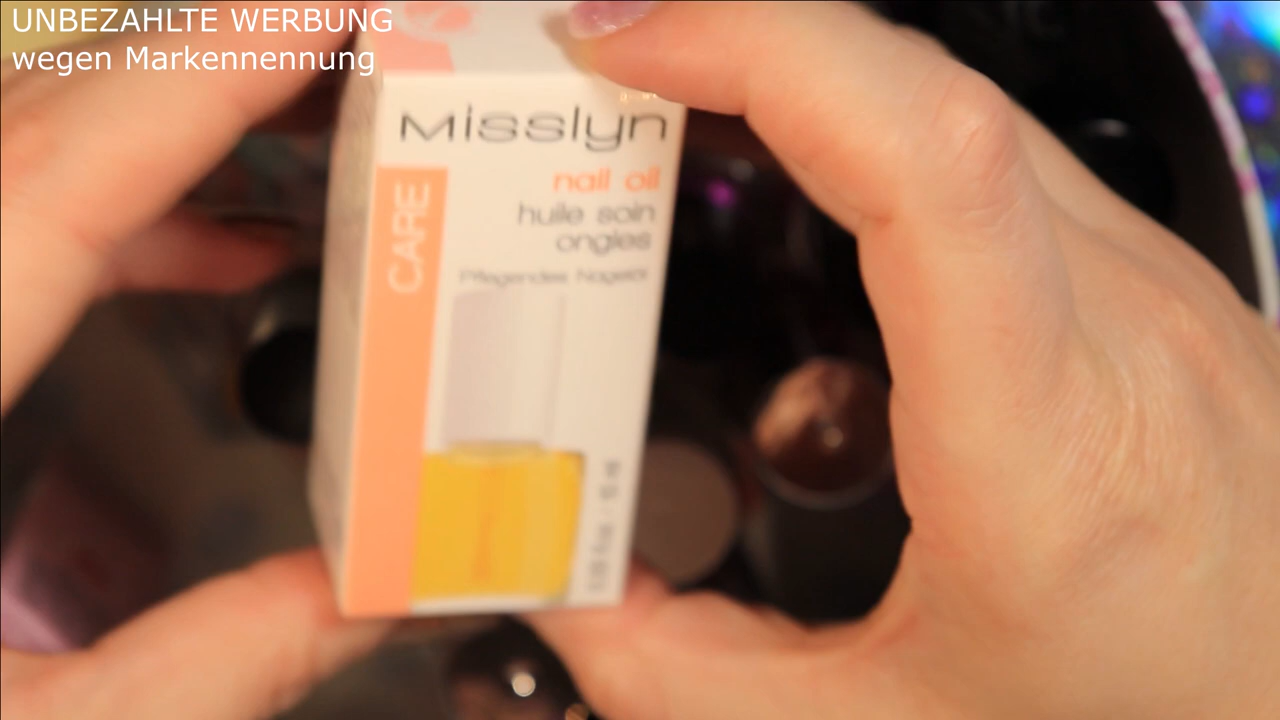 UNBEZAHLTE WERBUNG
wegen Markennennung
Misslyn
CARE
nail oil
huile soin
ongles
Pflegendes Nagelöl